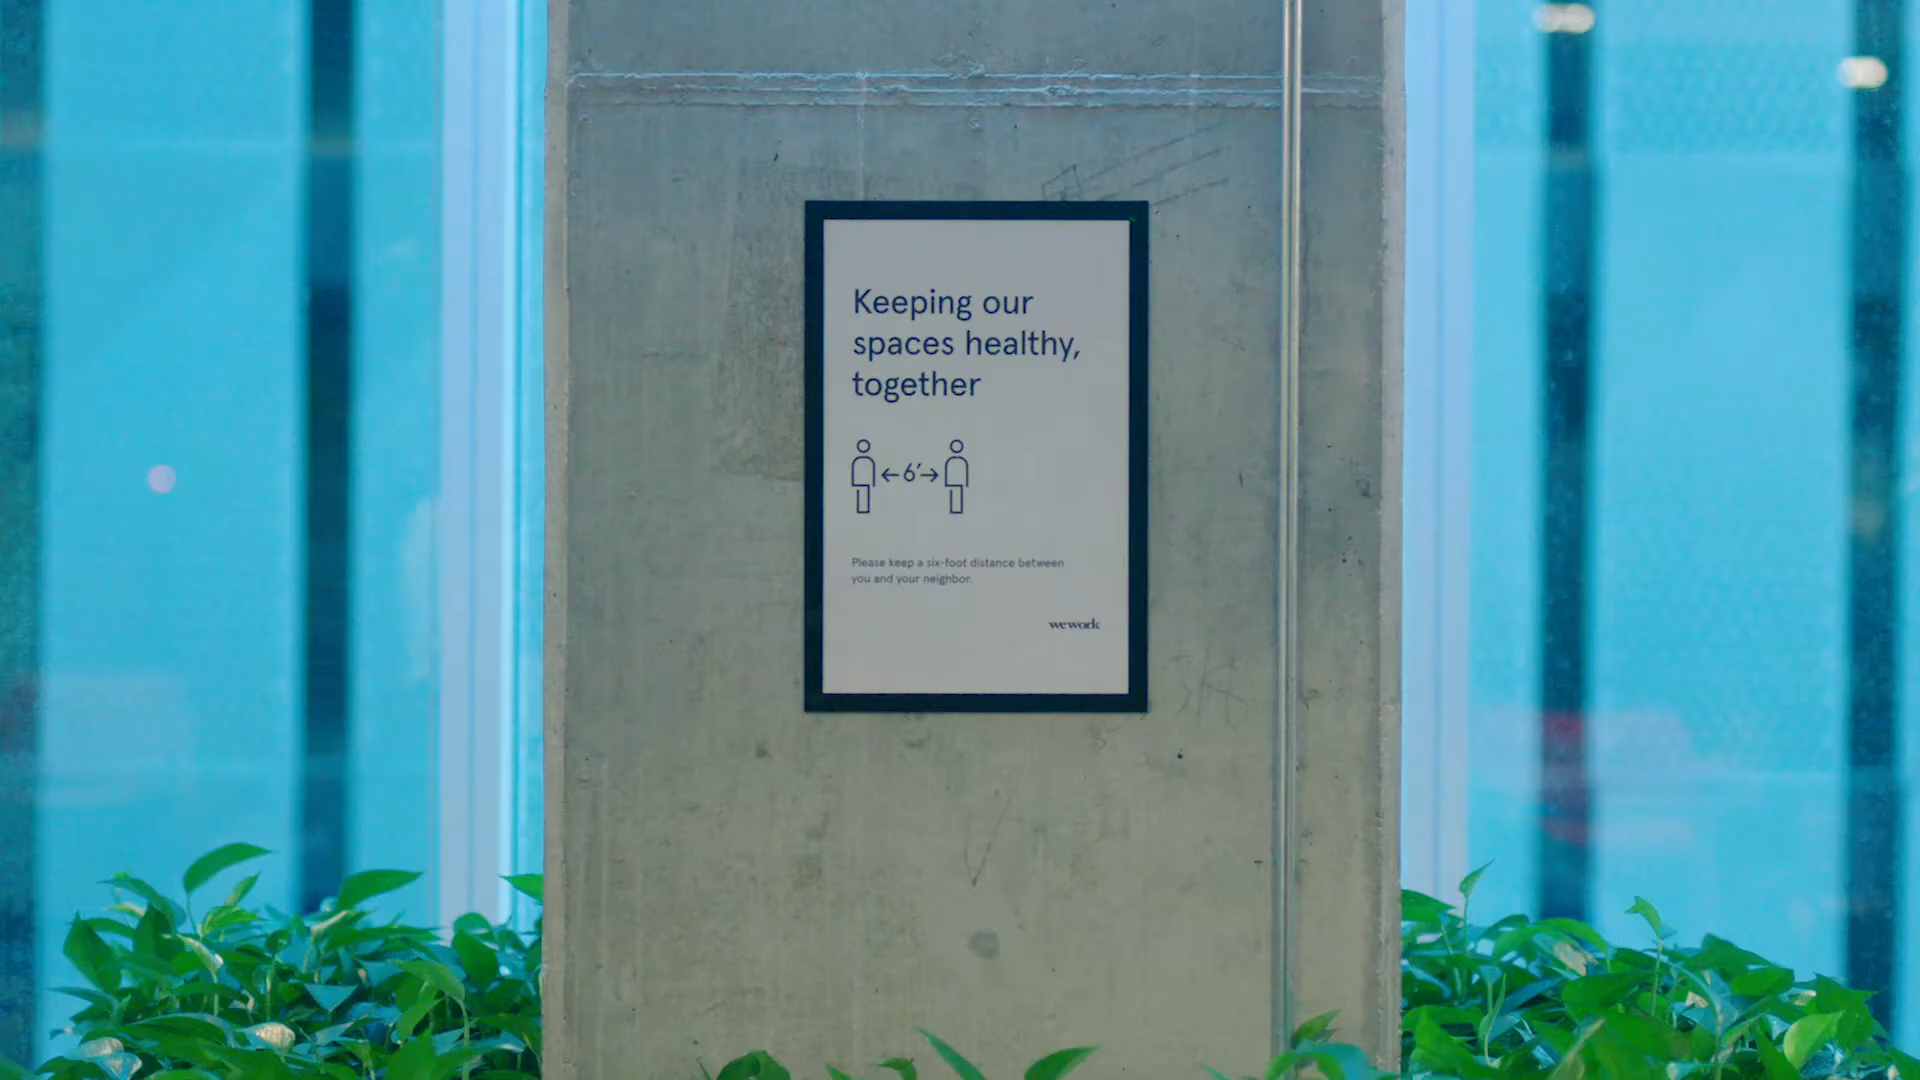 Keeping our
spaces healthy,
together
←6′→
Please keep a six-foot distance between
you and your neighbor.
wework